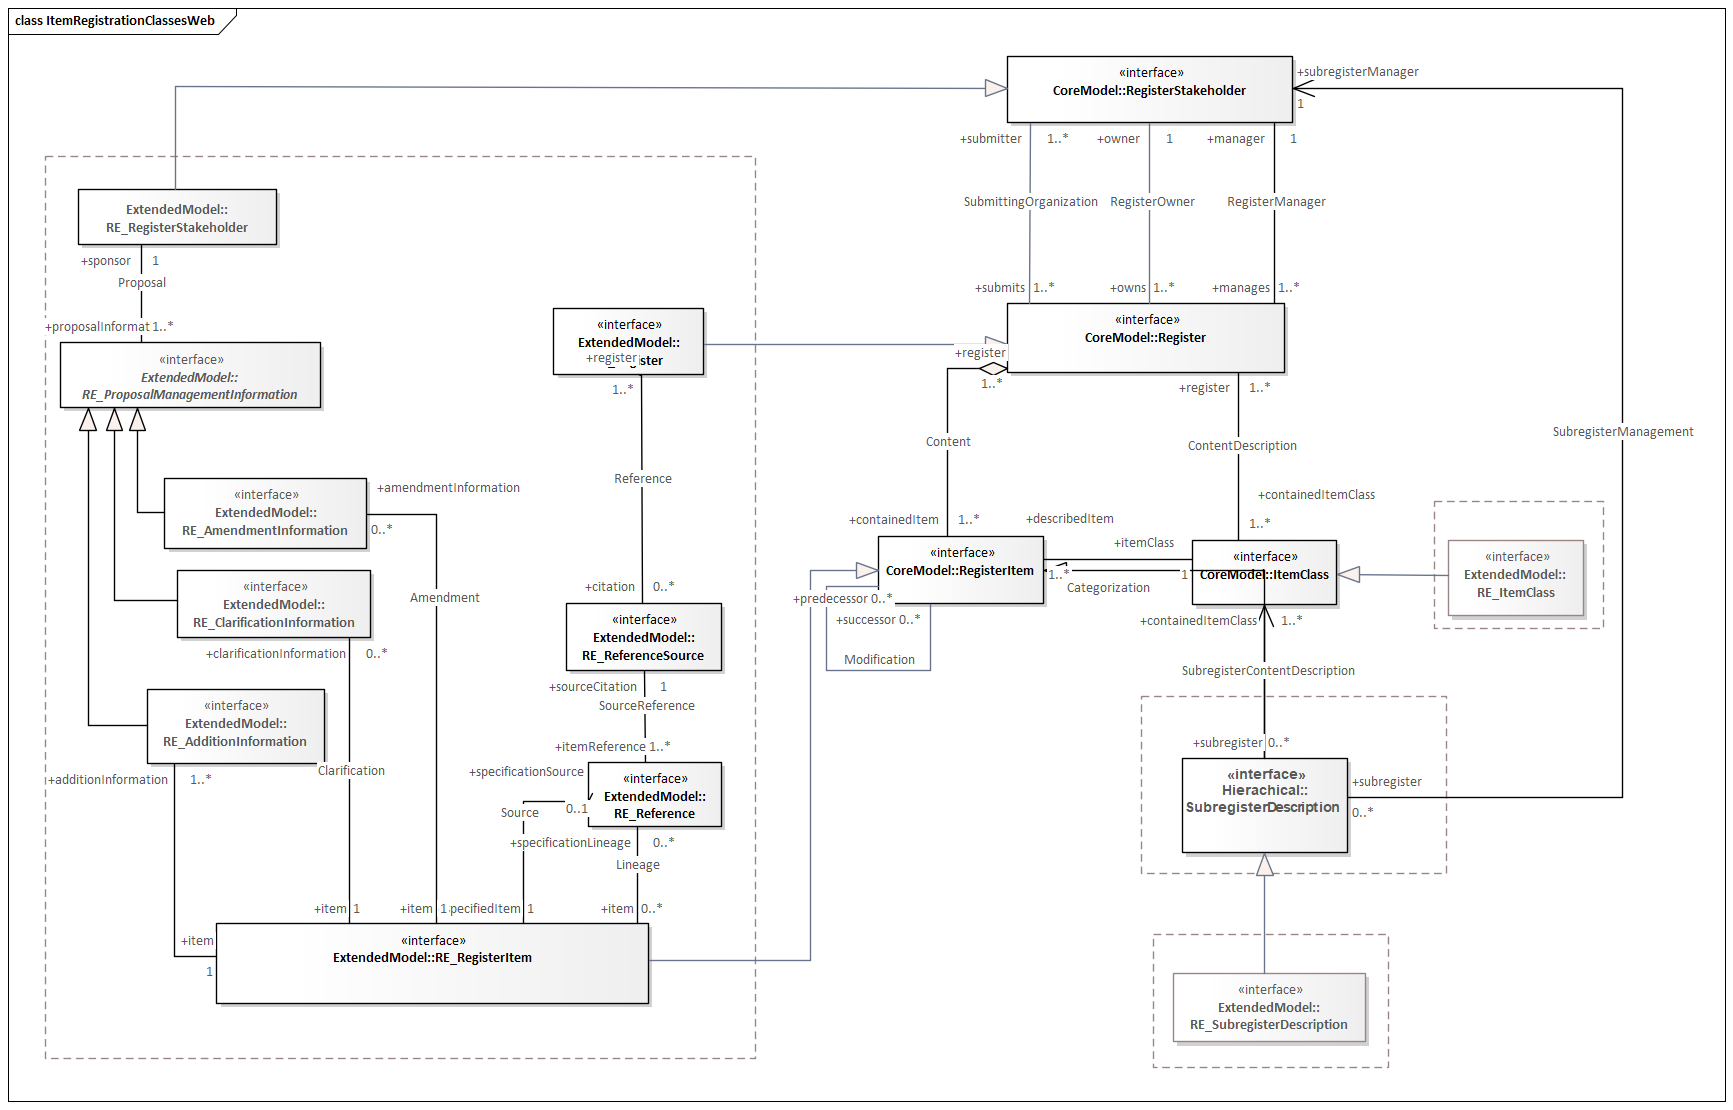 class ItemRegistrationClassesWeb
«interface»
CoreModel::RegisterStakeholder
+subregisterManager
1
+submitter 1..*
+owner 1
+manager 1
SubmittingOrganization
RegisterOwner
RegisterManager
+submits 1..*
+owns 1..*
+manages 1..*
ExtendedModel::
RE_RegisterStakeholder
+sponsor 1
Proposal
+proposalInformat 1..*
«interface»
ExtendedModel::
RE_ProposalManagementInformation
«interface»
ExtendedModel::
+register ster
1..*
«interface»
CoreModel::Register
+register
1..*
+register 1..*
Content
ContentDescription
SubregisterManagement
Reference
«interface»
ExtendedModel::
RE_AmendmentInformation
+amendmentInformation
0..*
+containedItem 1..*
+describedItem
+containedItemClass
1..*
+itemClass
«interface»
CoreModel::RegisterItem
1..*
Categorization
1
«interface»
CoreModel::ItemClass
«interface»
ExtendedModel::
RE_ItemClass
«interface»
ExtendedModel::
RE_ClarificationInformation
Amendment
+citation 0..*
+predecessor 0..*
+successor 0..*
Modification
+containedItemClass 1..*
«interface»
ExtendedModel::
RE_ReferenceSource
+clarificationInformation 0..*
+sourceCitation 1
SourceReference
SubregisterContentDescription
«interface»
ExtendedModel::
RE_AdditionInformation
+itemReference 1..*
+subregister 0..*
Clarification
+additionInformation 1..*
+specificationSource
0..1
Source
«interface»
ExtendedModel::
RE_Reference
«interface»
Hierachical::
SubregisterDescription
+subregister
0..*
+specificationLineage 0..*
Lineage
+item 1
+item 1
pecifiedItem 1
+item 0..*
+item
1
«interface»
ExtendedModel::RE_RegisterItem
«interface»
ExtendedModel::
RE_SubregisterDescription